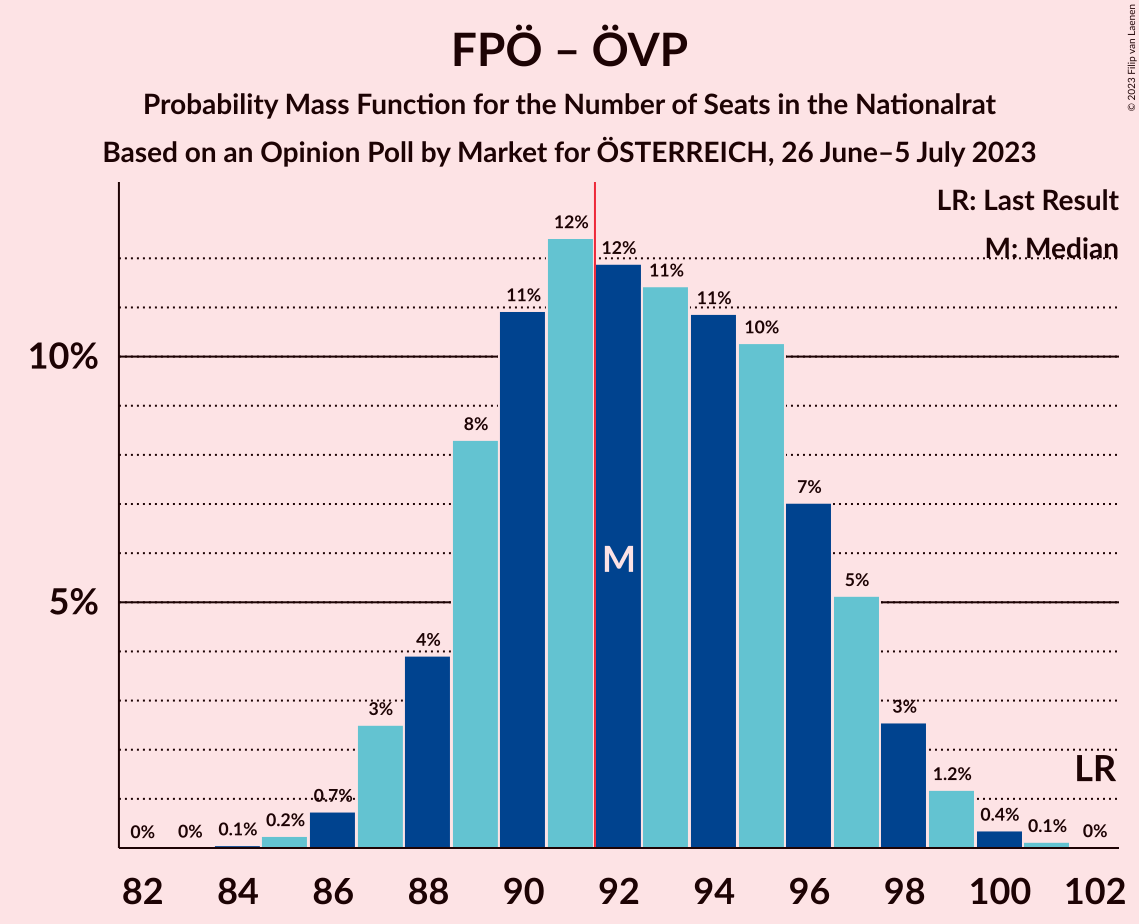 FPÖ – ÖVP
Probability Mass Function for the Number of Seats in the Nationalrat
Based on an Opinion Poll by Market for ÖSTERREICH, 26 June–5 July 2023
© 2023 Filip van Laenen
LR: Last Result
M: Median
10%
5%
0%
0%
0.1%
0.2%
0.7%
3%
4%
8%
11%
12%
12%
11%
11%
10%
7%
5%
3%
1.2%
0.4%
0.1%
0%
M
LR
82 84 86 88 90 92 94 96 98 100 102